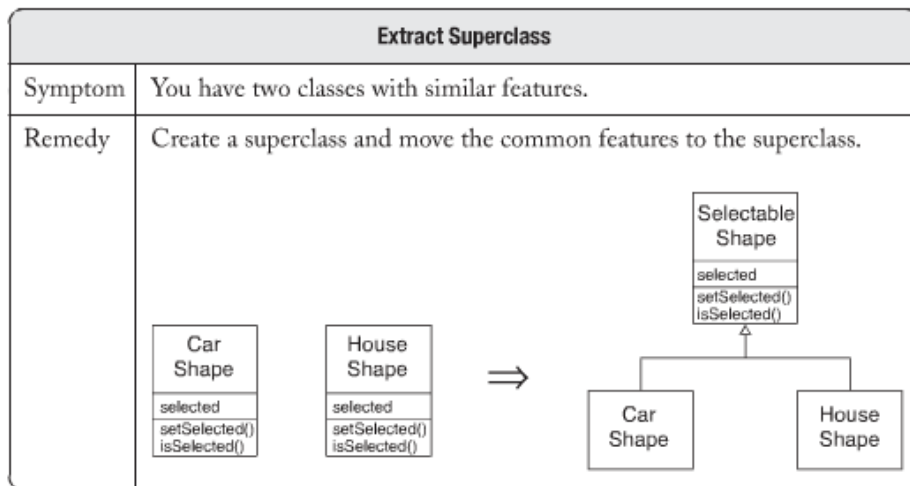 Extract Superclass
Symptom
You have two classes with similar features.
Remedy
Create a superclass and move the common features to the superclass.
Selectable
Shape
selected
setSelected()
isSelected()
Car
Shape
selected
setSelected()
isSelected()
House
Shape
selected
setSelected()
isSelected()
⇒
Car
Shape
House
Shape